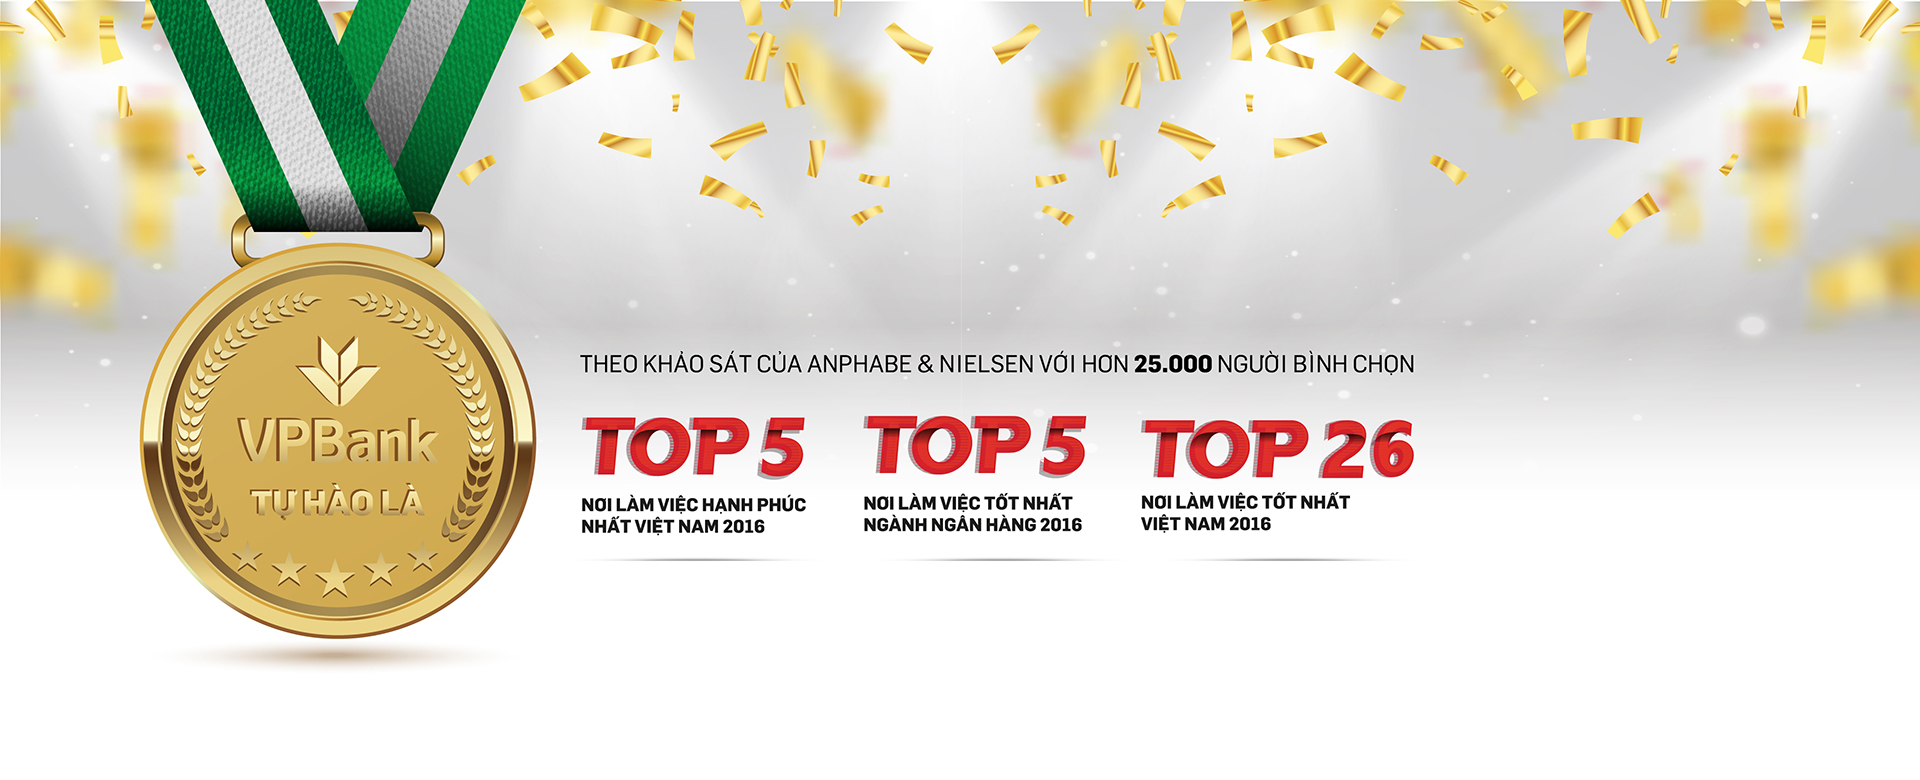 VPBank
TỰ HÀO LÀ
THEO KHẢO SÁT CỦA ANPHABE & NIELSEN VỚI HƠN 25.000 NGƯỜI BÌNH CHỌN
TOP 5
NƠI LÀM VIỆC HẠNH PHÚC
NHẤT VIỆT NAM 2016
TOP 5
NƠI LÀM VIỆC TỐT NHẤT
NGÀNH NGÂN HÀNG 2016
TOP 26
NƠI LÀM VIỆC TỐT NHẤT
VIỆT NAM 2016